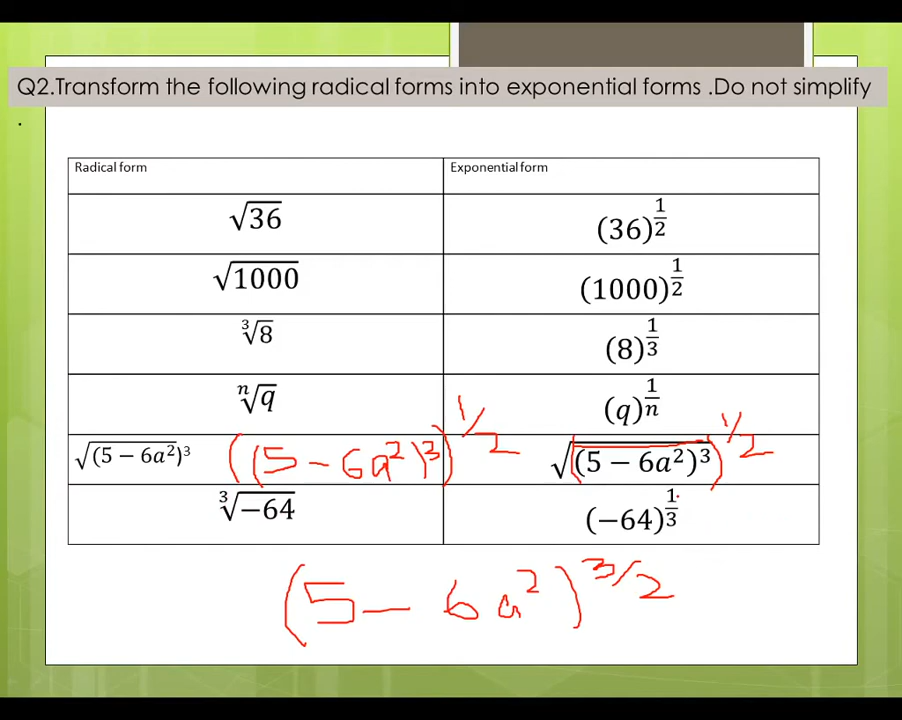 Q2.Transform the following radical forms into exponential forms .Do not simplify
.
Radical form Exponential form
√36 (36)^(1/2)
√1000 (1000)^(1/2)
∛8 (8)^(1/3)
ⁿ√q (q)^(1/n)
√(5 − 6a²)³ ((5 − 6a²)³)^1/2 √(5 − 6a²)³ ( )^1/2
∛−64 (−64)^(1/3)
(5 − 6a²)^3/2